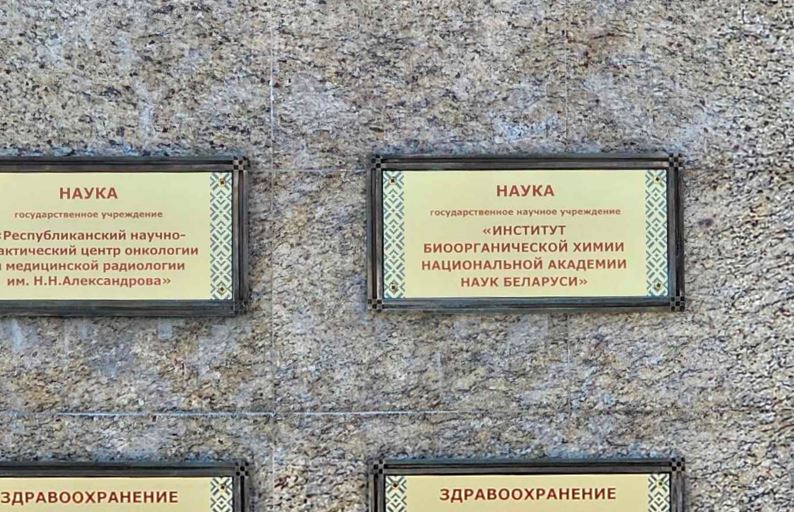 НАУКА
государственное учреждение
«Республиканский научно-
центр онкологии
и медицинской радиологии
им. Н.Н.Александрова»
НАУКА
государственное научное учреждение
«ИНСТИТУТ
БИООРГАНИЧЕСКОЙ ХИМИИ
НАЦИОНАЛЬНОЙ АКАДЕМИИ
НАУК БЕЛАРУСИ»
ЗДРАВООХРАНЕНИЕ
ЗДРАВООХРАНЕНИЕ